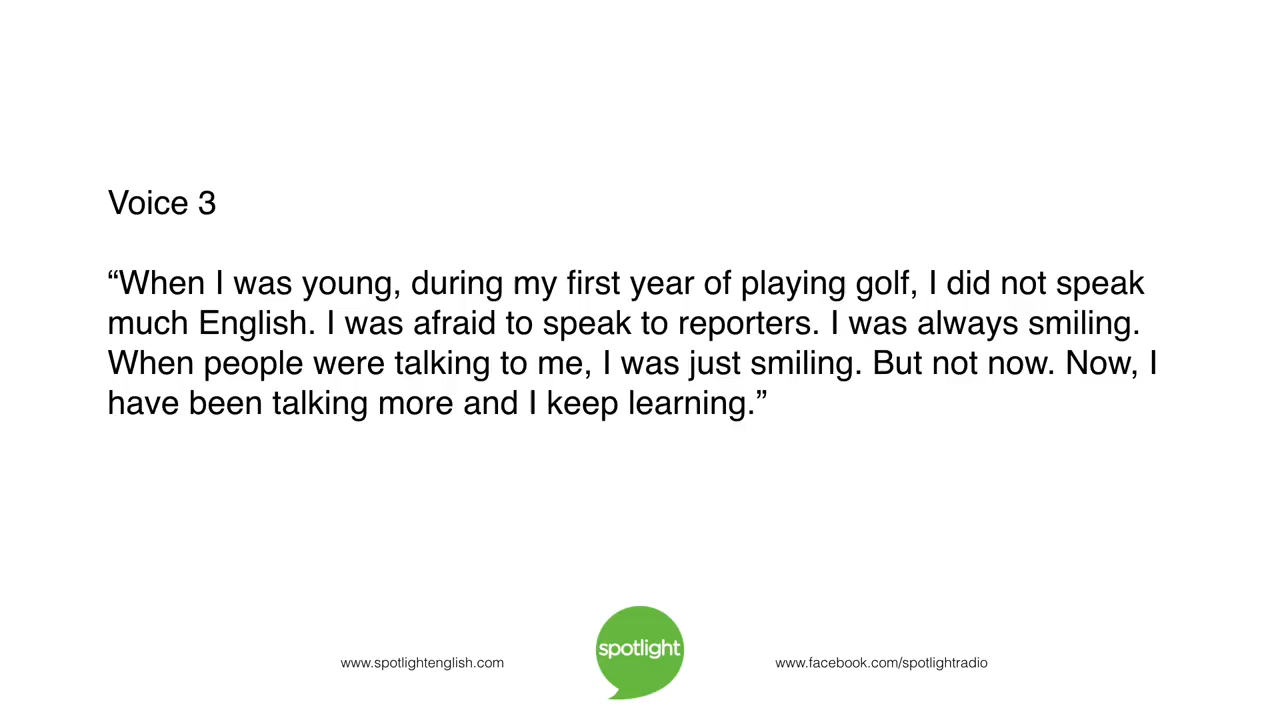 Voice 3
“When I was young, during my first year of playing golf, I did not speak
much English. I was afraid to speak to reporters. I was always smiling.
When people were talking to me, I was just smiling. But not now. Now, I
have been talking more and I keep learning.”
www.spotlightenglish.com
spotlight
www.facebook.com/spotlightradio